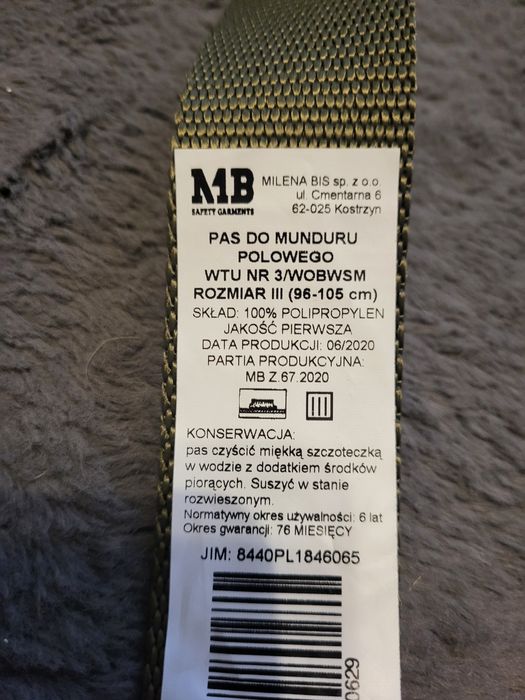 MB
SAFETY GARMENTS
MILENA BIS sp. z o.o.
ul. Cmentarna 6
62-025 Kostrzyn
PAS DO MUNDURU
POLOWEGO
WTU NR 3/WOBWSM
ROZMIAR III (96-105 cm)
SKŁAD: 100% POLIPROPYLEN
JAKOŚĆ PIERWSZA
DATA PRODUKCJI: 06/2020
PARTIA PRODUKCYJNA:
MB Z.67.2020
KONSERWACJA:
pas czyścić miękką szczoteczką
w wodzie z dodatkiem środków
piorących. Suszyć w stanie
rozwieszonym.
Normatywny okres używalności: 6 lat
Okres gwarancji: 76 MIESIĘCY
JIM: 8440PL1846065
0629